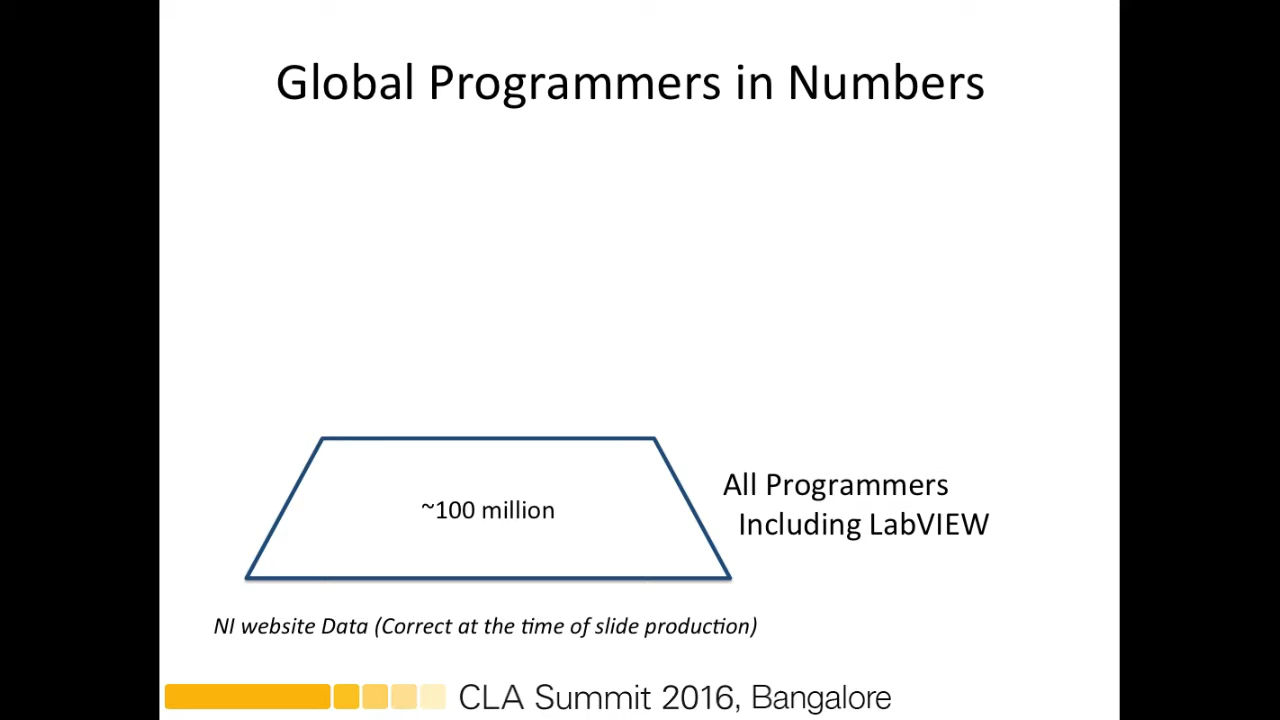 Global Programmers in Numbers
~100 million
All Programmers
Including LabVIEW
NI website Data (Correct at the time of slide production)
CLA Summit 2016, Bangalore